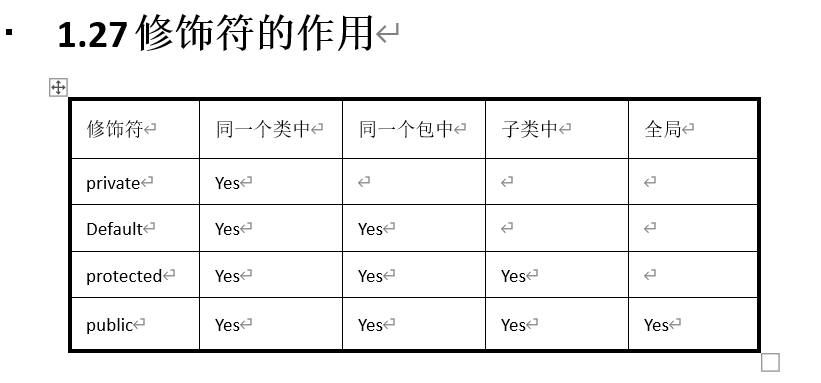 1.27 修饰符的作用
修饰符 同一个类中 同一个包中 子类中 全局
private Yes
Default Yes Yes
protected Yes Yes Yes
public Yes Yes Yes Yes